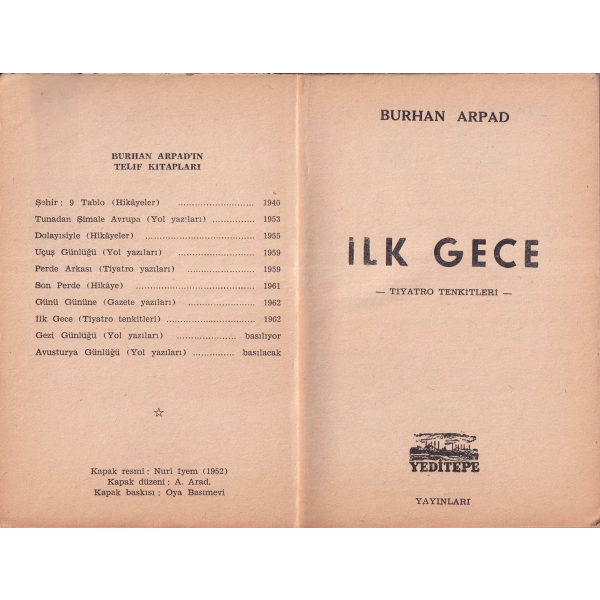 BURHAN ARPAD'IN
TELİF KİTAPLARI
Şehir : 9 Tablo (Hikâyeler) .......................... 1940
Tunadan Şimale Avrupa (Yol yazıları) .............. 1953
Dolayısiyle (Hikâyeler) .................................... 1955
Uçuş Günlüğü (Yol yazıları) .......................... 1959
Perde Arkası (Tiyatro yazıları) ...................... 1959
Son Perde (Hikâye) ...................................... 1961
Günü Gününe (Gazete yazıları) ...................... 1962
İlk Gece (Tiyatro tenkitleri) ............................ 1962
Gezi Günlüğü (Yol yazıları) .................... basılıyor
Avusturya Günlüğü (Yol yazıları) .............. basılacak
☆
Kapak resmi : Nuri İyem (1952)
Kapak düzeni : A. Arad.
Kapak baskısı : Oya Basımevi
BURHAN ARPAD
İLK GECE
— TİYATRO TENKİTLERİ —
YEDİTEPE
YAYINLARI